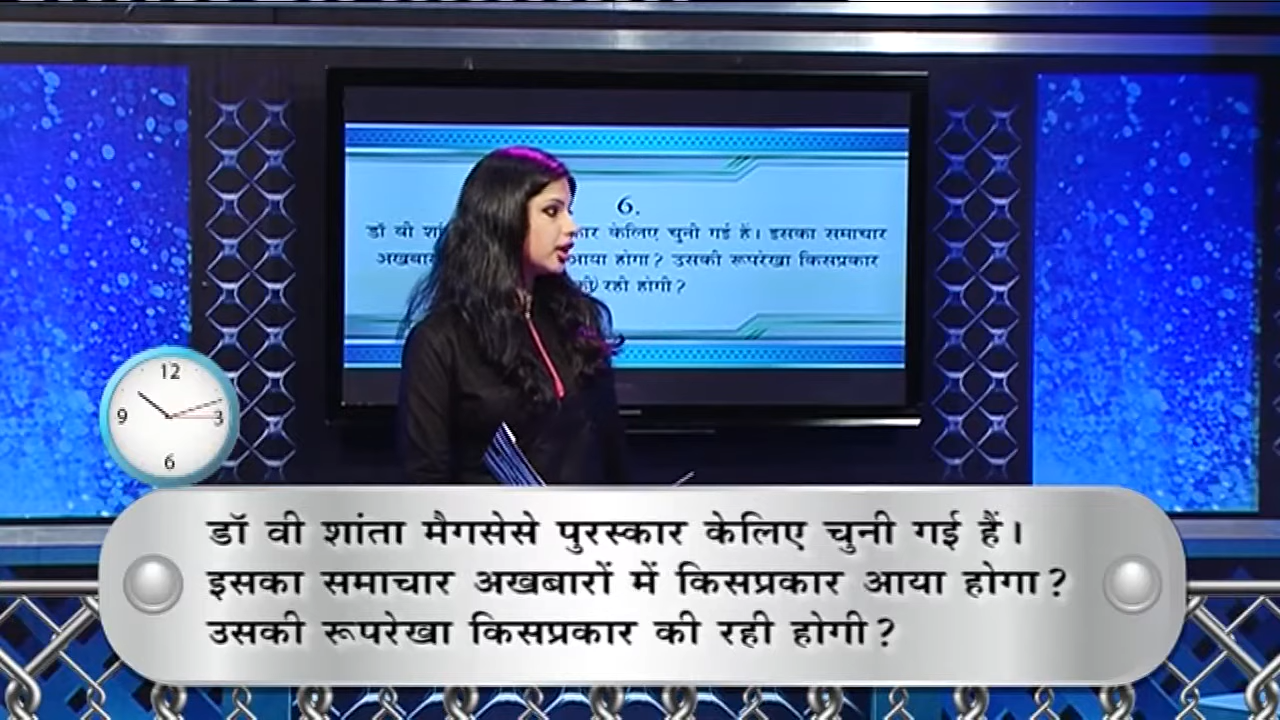 6.
डॉ वी चुनी गई हैं। इसका समाचार
आया होगा? उसकी रूपरेखा किसप्रकार
की रही होगी?
12
9 3
6
डॉ वी शांता मैगसेसे पुरस्कार केलिए चुनी गई हैं।
इसका समाचार अखबारों में किसप्रकार आया होगा?
उसकी रूपरेखा किसप्रकार की रही होगी?